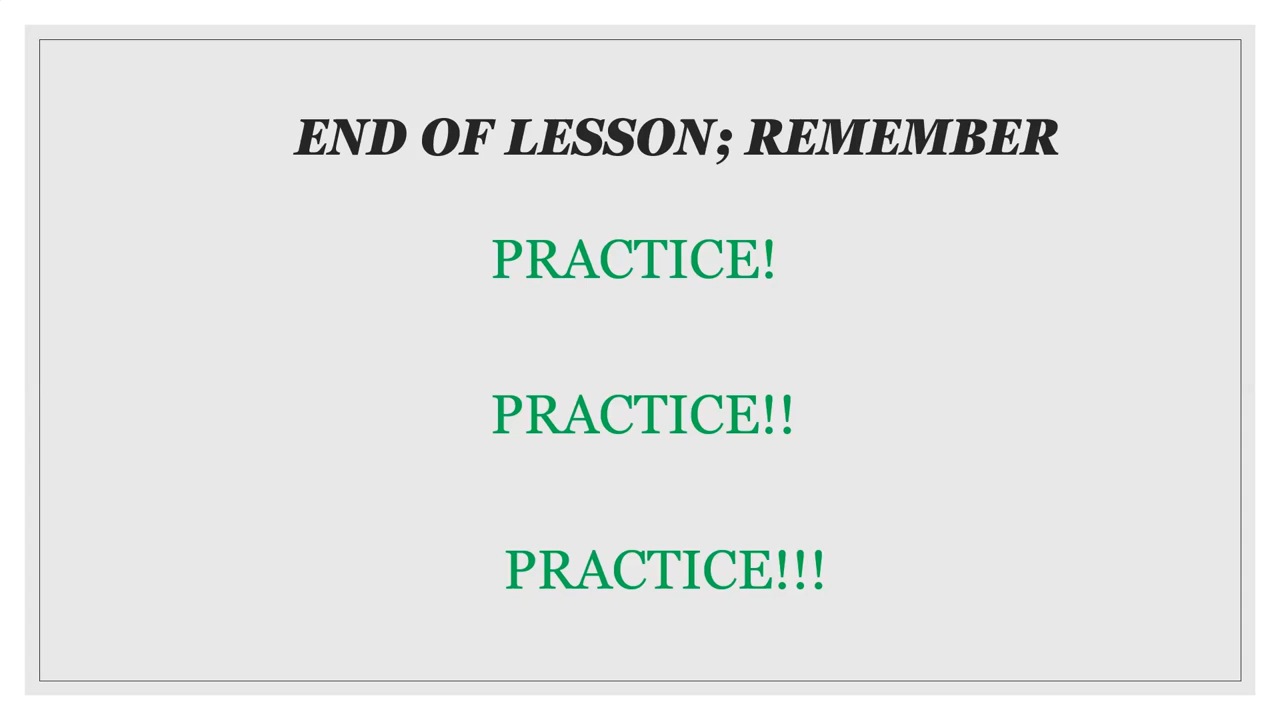 END OF LESSON; REMEMBER
PRACTICE!
PRACTICE!!
PRACTICE!!!